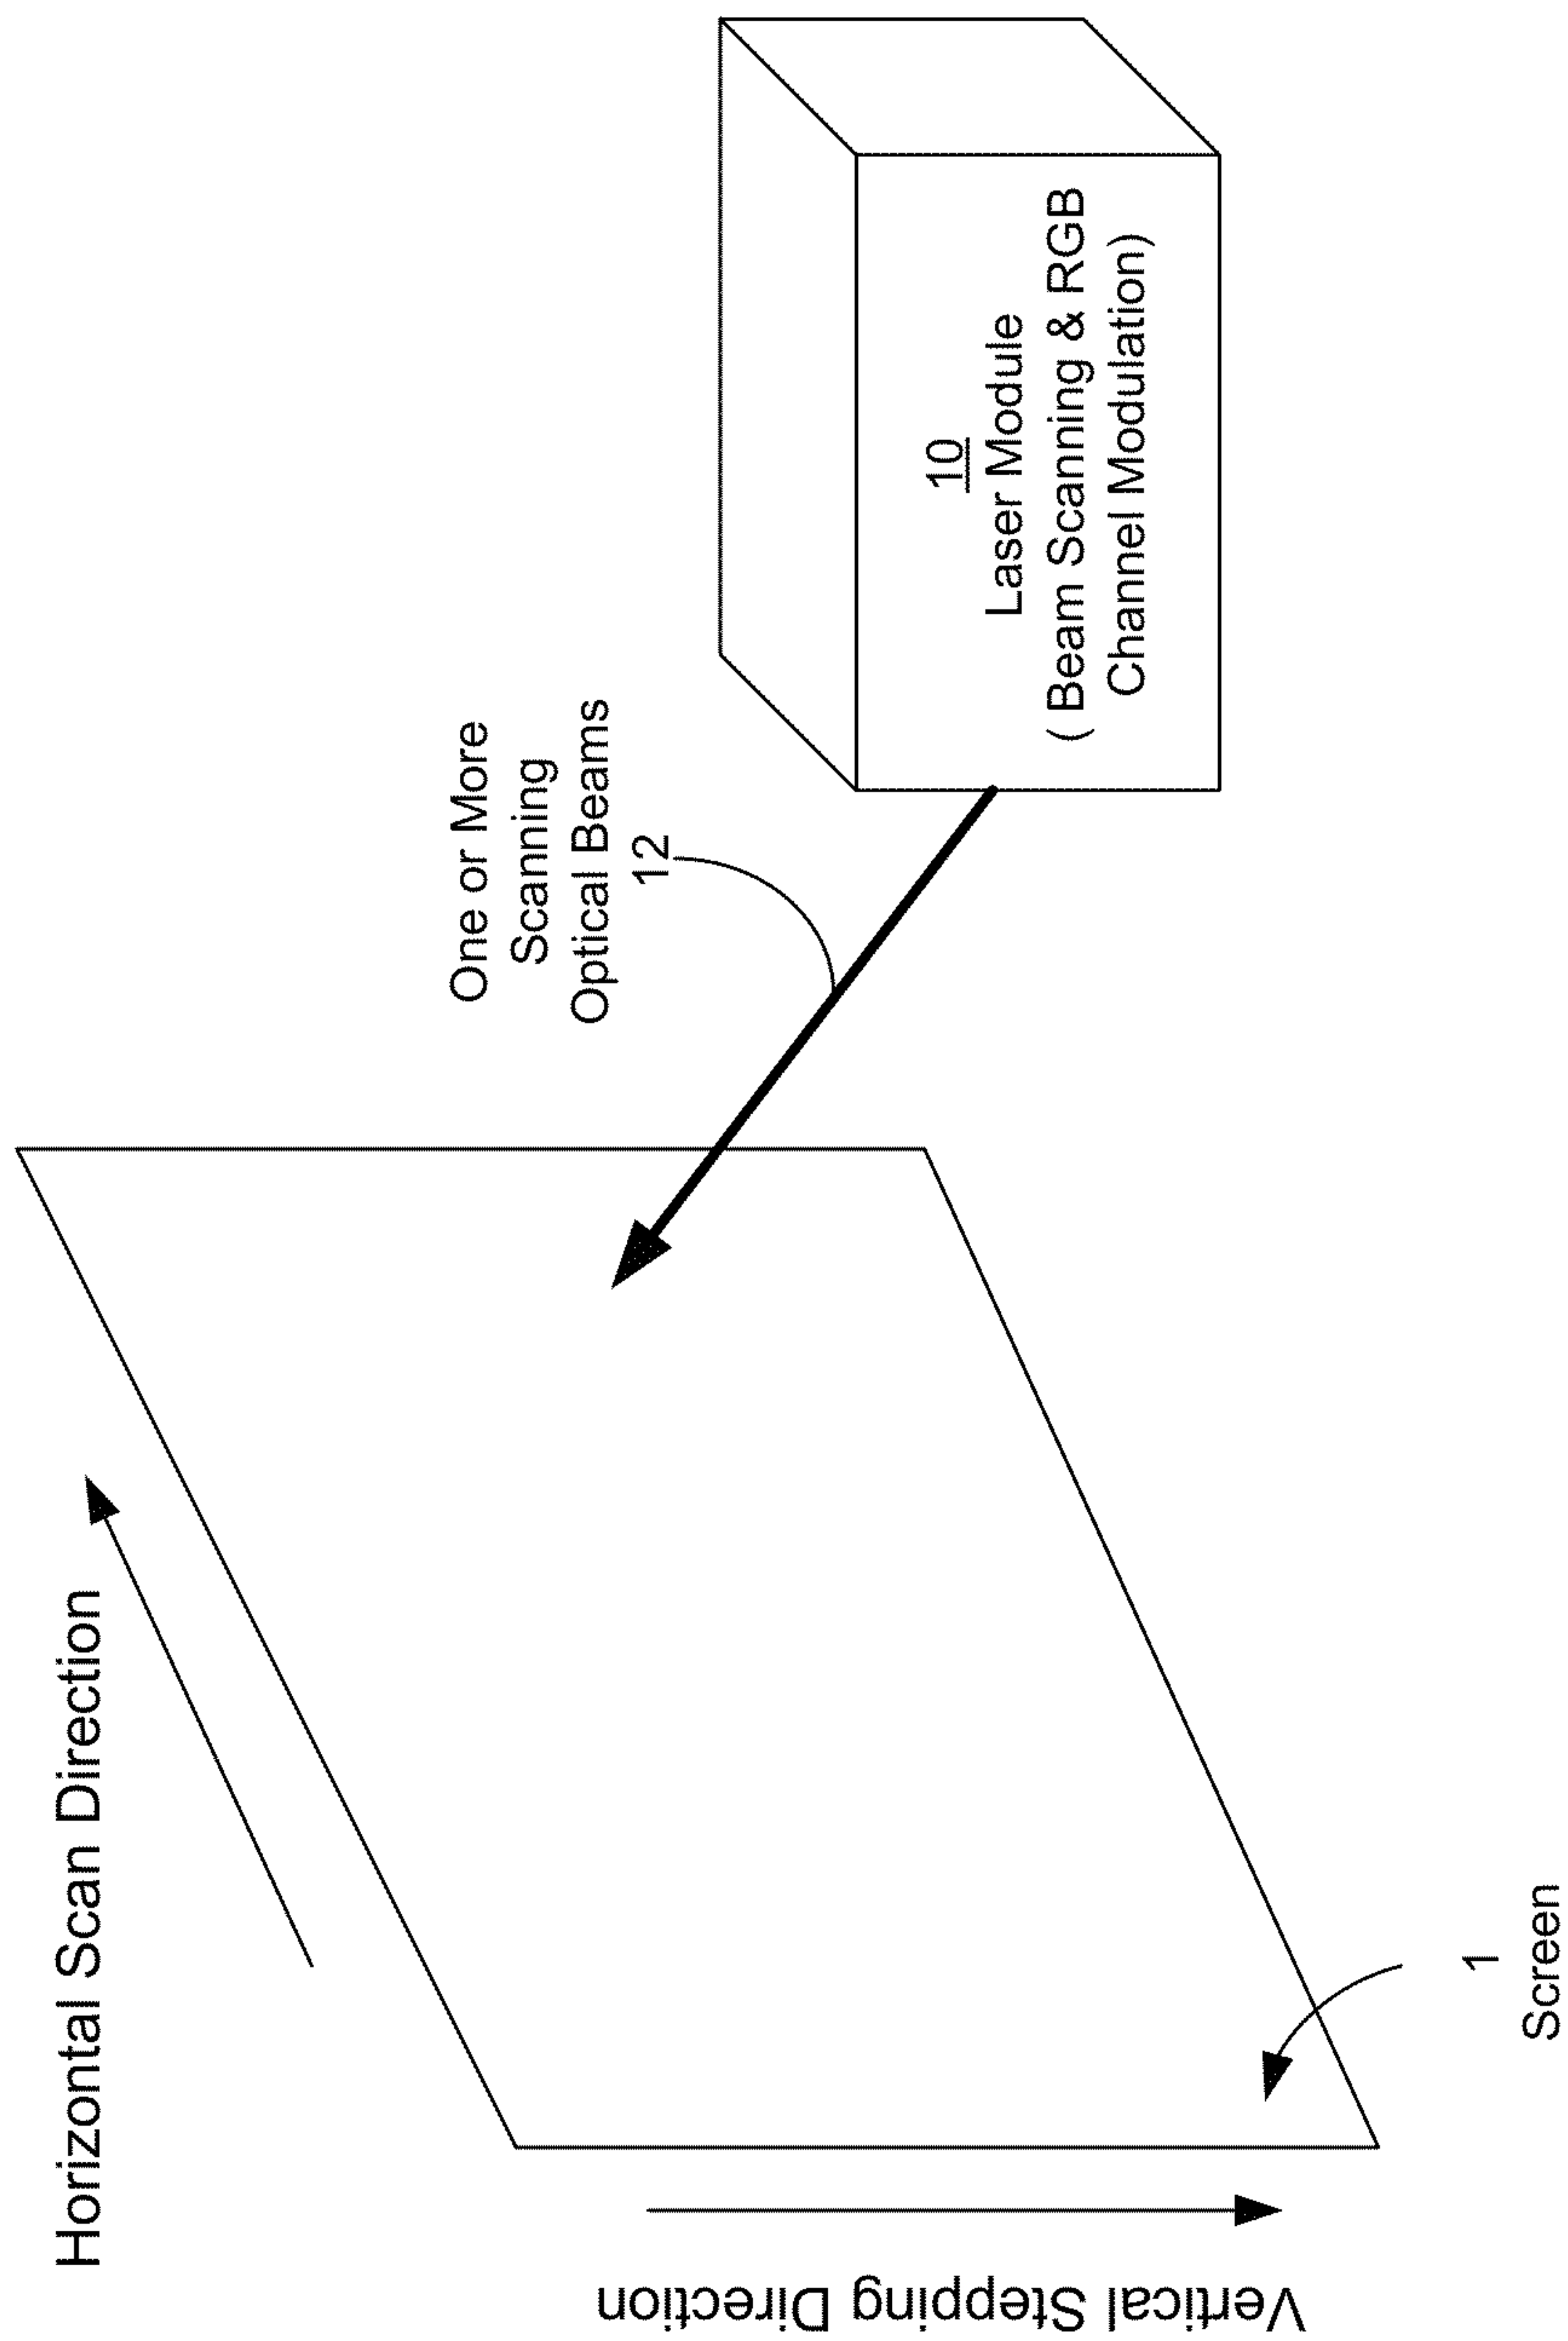 Horizontal Scan Direction
Vertical Stepping Direction
1
Screen
One or More
Scanning
Optical Beams
12
10
Laser Module
( Beam Scanning & RGB
Channel Modulation)